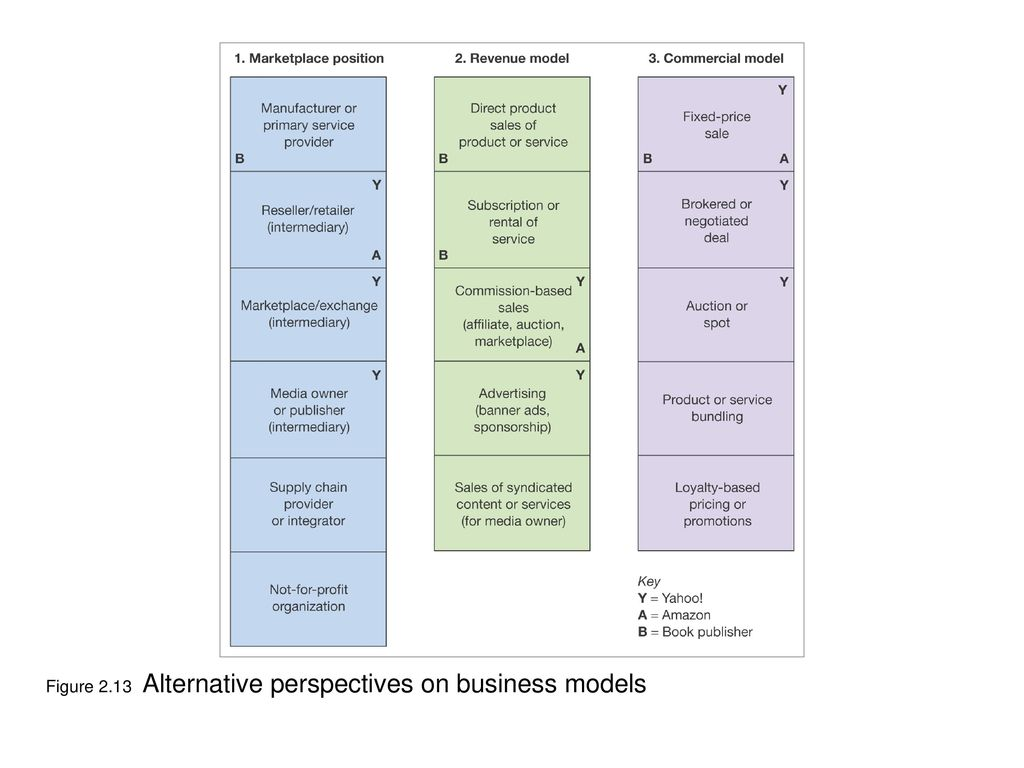 1. Marketplace position
Manufacturer or
primary service
provider
B
Y
Reseller/retailer
(intermediary)
A
Y
Marketplace/exchange
(intermediary)
Y
Media owner
or publisher
(intermediary)
Supply chain
provider
or integrator
Not-for-profit
organization
2. Revenue model
Direct product
sales of
product or service
B
Subscription or
rental of
service
B
Y
Commission-based
sales
(affiliate, auction,
marketplace)
A
Y
Advertising
(banner ads,
sponsorship)
Sales of syndicated
content or services
(for media owner)
3. Commercial model
Y
Fixed-price
sale
B A
Y
Brokered or
negotiated
deal
Y
Auction or
spot
Product or service
bundling
Loyalty-based
pricing or
promotions
Key
Y = Yahoo!
A = Amazon
B = Book publisher
Figure 2.13 Alternative perspectives on business models